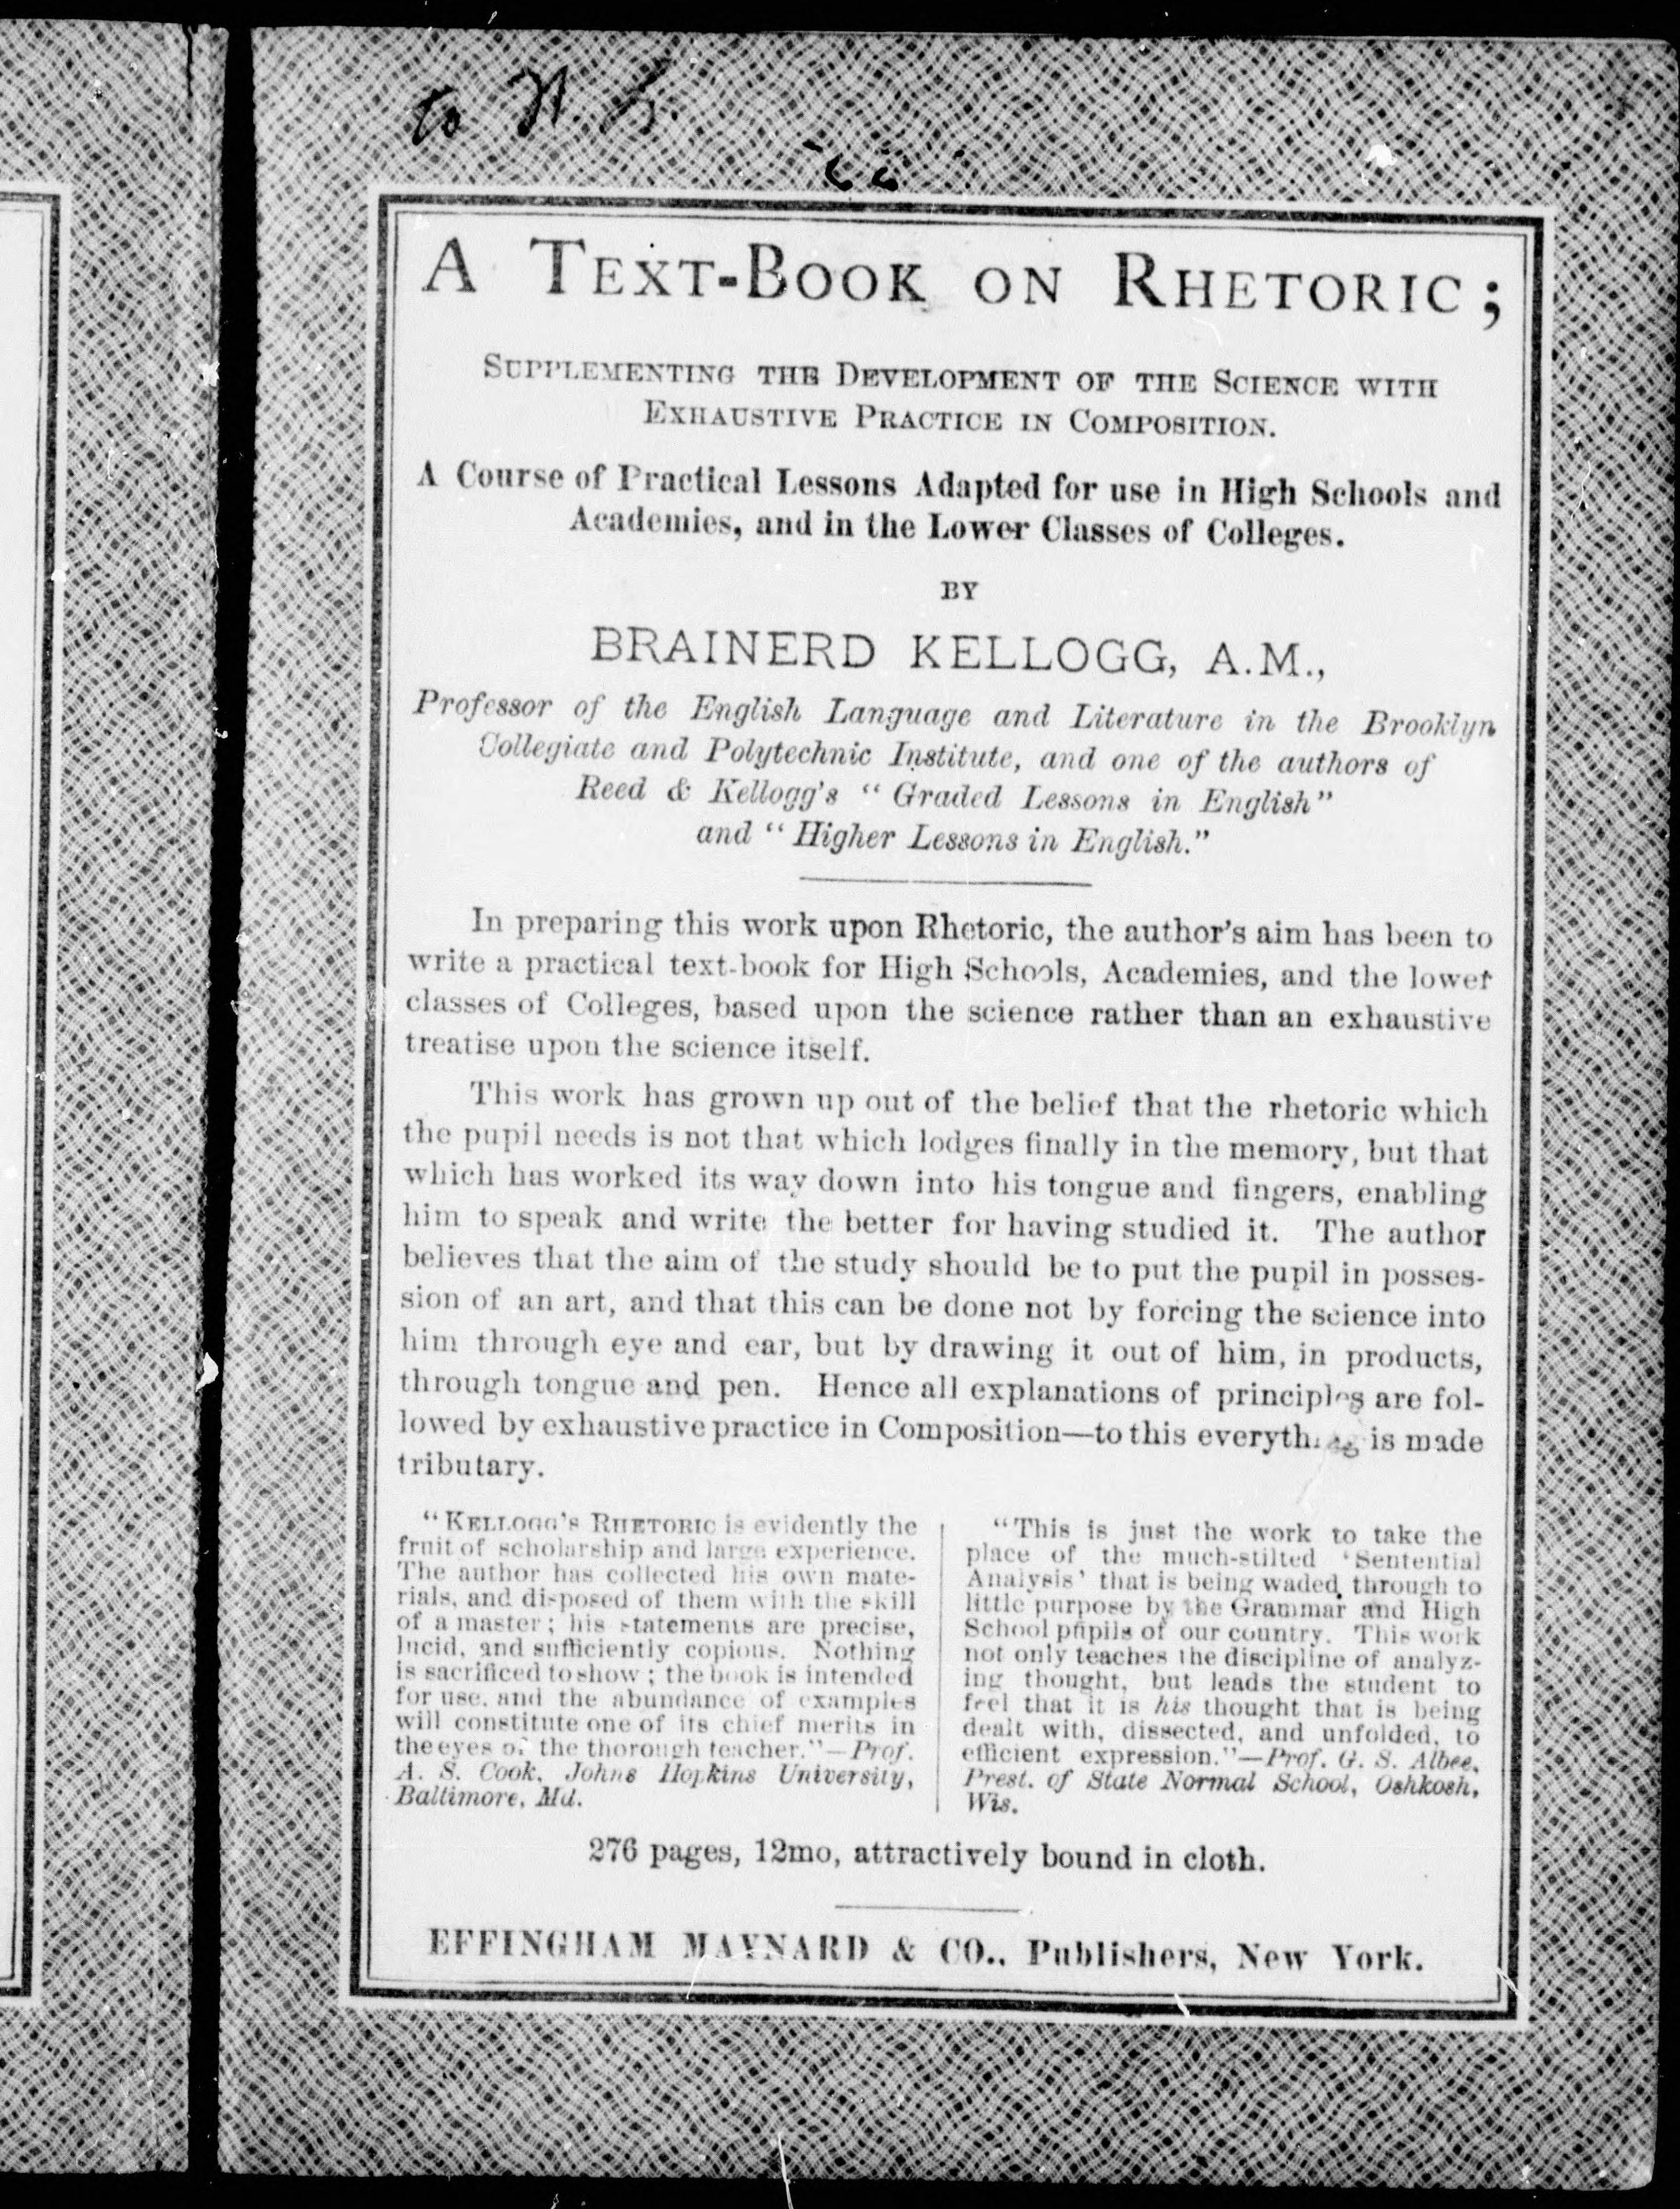 to
A TEXT-BOOK ON RHETORIC;
SUPPLEMENTING THE DEVELOPMENT OF THE SCIENCE WITH
EXHAUSTIVE PRACTICE IN COMPOSITION.
A Course of Practical Lessons Adapted for use in High Schools and
Academies, and in the Lower Classes of Colleges.
BY
BRAINERD KELLOGG, A.M.,
Professor of the English Language and Literature in the Brooklyn
Collegiate and Polytechnic Institute, and one of the authors of
Reed & Kellogg's "Graded Lessons in English"
and "Higher Lessons in English."
In preparing this work upon Rhetoric, the author's aim has been to
write a practical text-book for High Schools, Academies, and the lower
classes of Colleges, based upon the science rather than an exhaustive
treatise upon the science itself.
This work has grown up out of the belief that the rhetoric which
the pupil needs is not that which lodges finally in the memory, but that
which has worked its way down into his tongue and fingers, enabling
him to speak and write the better for having studied it. The author
believes that the aim of the study should be to put the pupil in posses-
sion of an art, and that this can be done not by forcing the science into
him through eye and ear, but by drawing it out of him, in products,
through tongue and pen. Hence all explanations of principles are fol-
lowed by exhaustive practice in Composition—to this everything is made
tributary.
"KELLOGG'S RHETORIC is evidently the
fruit of scholarship and large experience.
The author has collected his own mate-
rials, and disposed of them with the skill
of a master; his statements are precise,
lucid, and sufficiently copious. Nothing
is sacrificed to show; the book is intended
for use, and the abundance of examples
will constitute one of its chief merits in
the eyes of the thorough teacher."—Prof.
A. S. Cook, Johns Hopkins University,
Baltimore, Md.
"This is just the work to take the
place of the much-stilted 'Sentential
Analysis' that is being waded through to
little purpose by the Grammar and High
School pupils of our country. This work
not only teaches the discipline of analyz-
ing thought, but leads the student to
feel that it is his thought that is being
dealt with, dissected, and unfolded, to
efficient expression."—Prof. G. S. Albee,
Prest. of State Normal School, Oshkosh,
Wis.
276 pages, 12mo, attractively bound in cloth.
EFFINGHAM MAYNARD & CO., Publishers, New York.